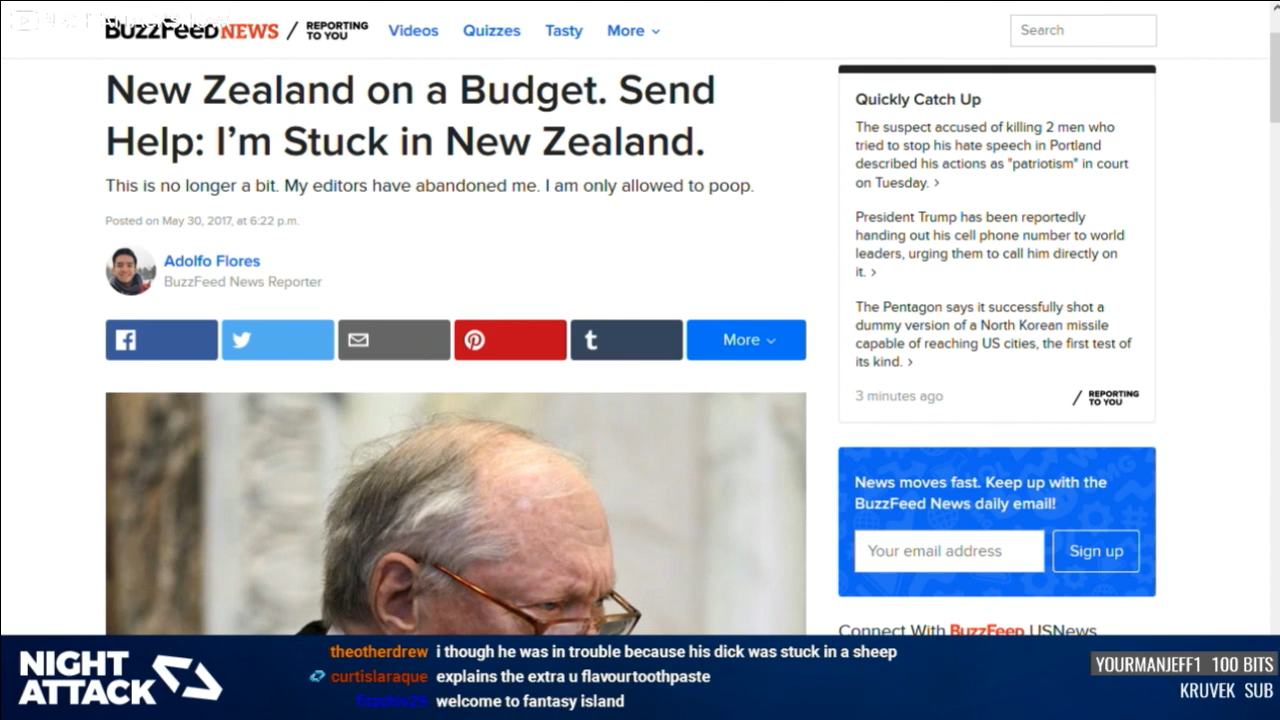 BuzzFeed NEWS / REPORTING TO YOU
Videos Quizzes Tasty More
Search
New Zealand on a Budget. Send
Help: I'm Stuck in New Zealand.
This is no longer a bit. My editors have abandoned me. I am only allowed to poop.
Posted on May 30, 2017, at 6:22 p.m.
Adolfo Flores
BuzzFeed News Reporter
More
Quickly Catch Up
The suspect accused of killing 2 men who
tried to stop his hate speech in Portland
described his actions as "patriotism" in court
on Tuesday. ›
President Trump has been reportedly
handing out his cell phone number to world
leaders, urging them to call him directly on
it. ›
The Pentagon says it successfully shot a
dummy version of a North Korean missile
capable of reaching US cities, the first test of
its kind. ›
3 minutes ago
/ REPORTING TO YOU
News moves fast. Keep up with the
BuzzFeed News daily email!
Your email address
Sign up
Connect With BuzzFeed USNews
NIGHT
ATTACK
theotherdrew i though he was in trouble because his dick was stuck in a sheep
curtislaraque explains the extra u flavourtoothpaste
welcome to fantasy island
YOURMANJEFF1 100 BITS
KRUVEK SUB